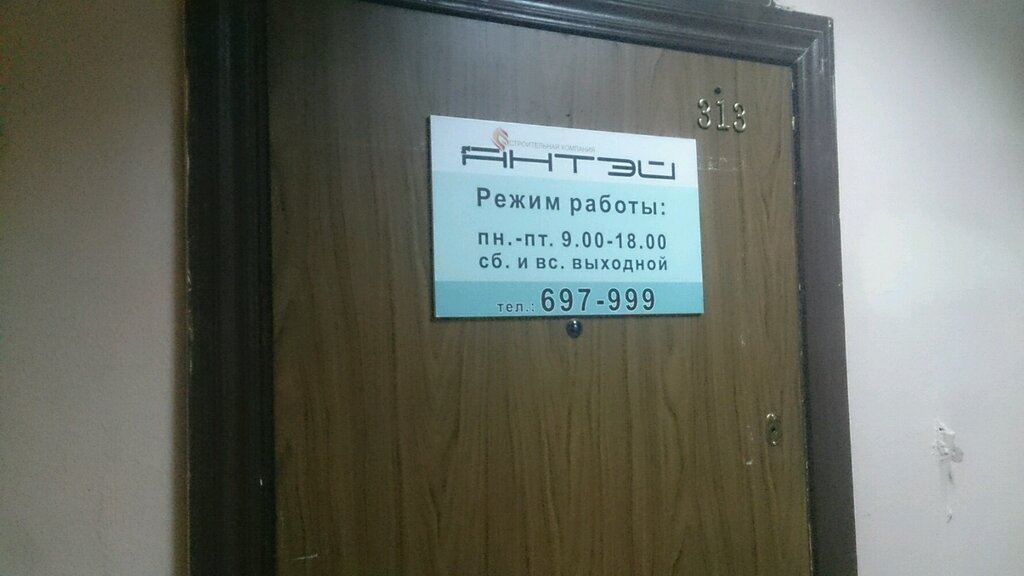 313
СТРОИТЕЛЬНАЯ КОМПАНИЯ
АНТЭЙ
Режим работы:
пн.-пт. 9.00-18.00
сб. и вс. выходной
тел.: 697-999